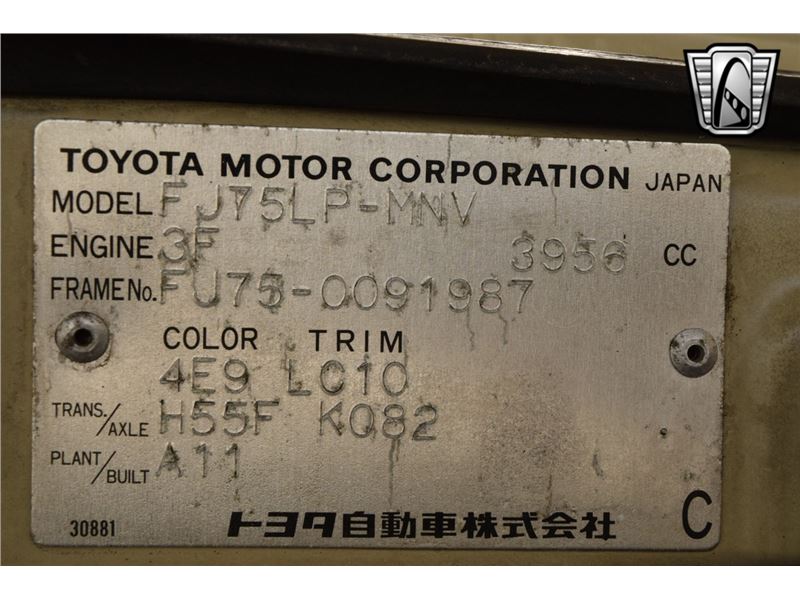 TOYOTA MOTOR CORPORATION JAPAN
MODEL FJ75LP-MNV
ENGINE 3F 3956 CC
FRAME No. FJ75-0091987
COLOR TRIM
4E9 LC10
TRANS./AXLE H55F K082
PLANT/BUILT A11
30881 トヨタ自動車株式会社 C